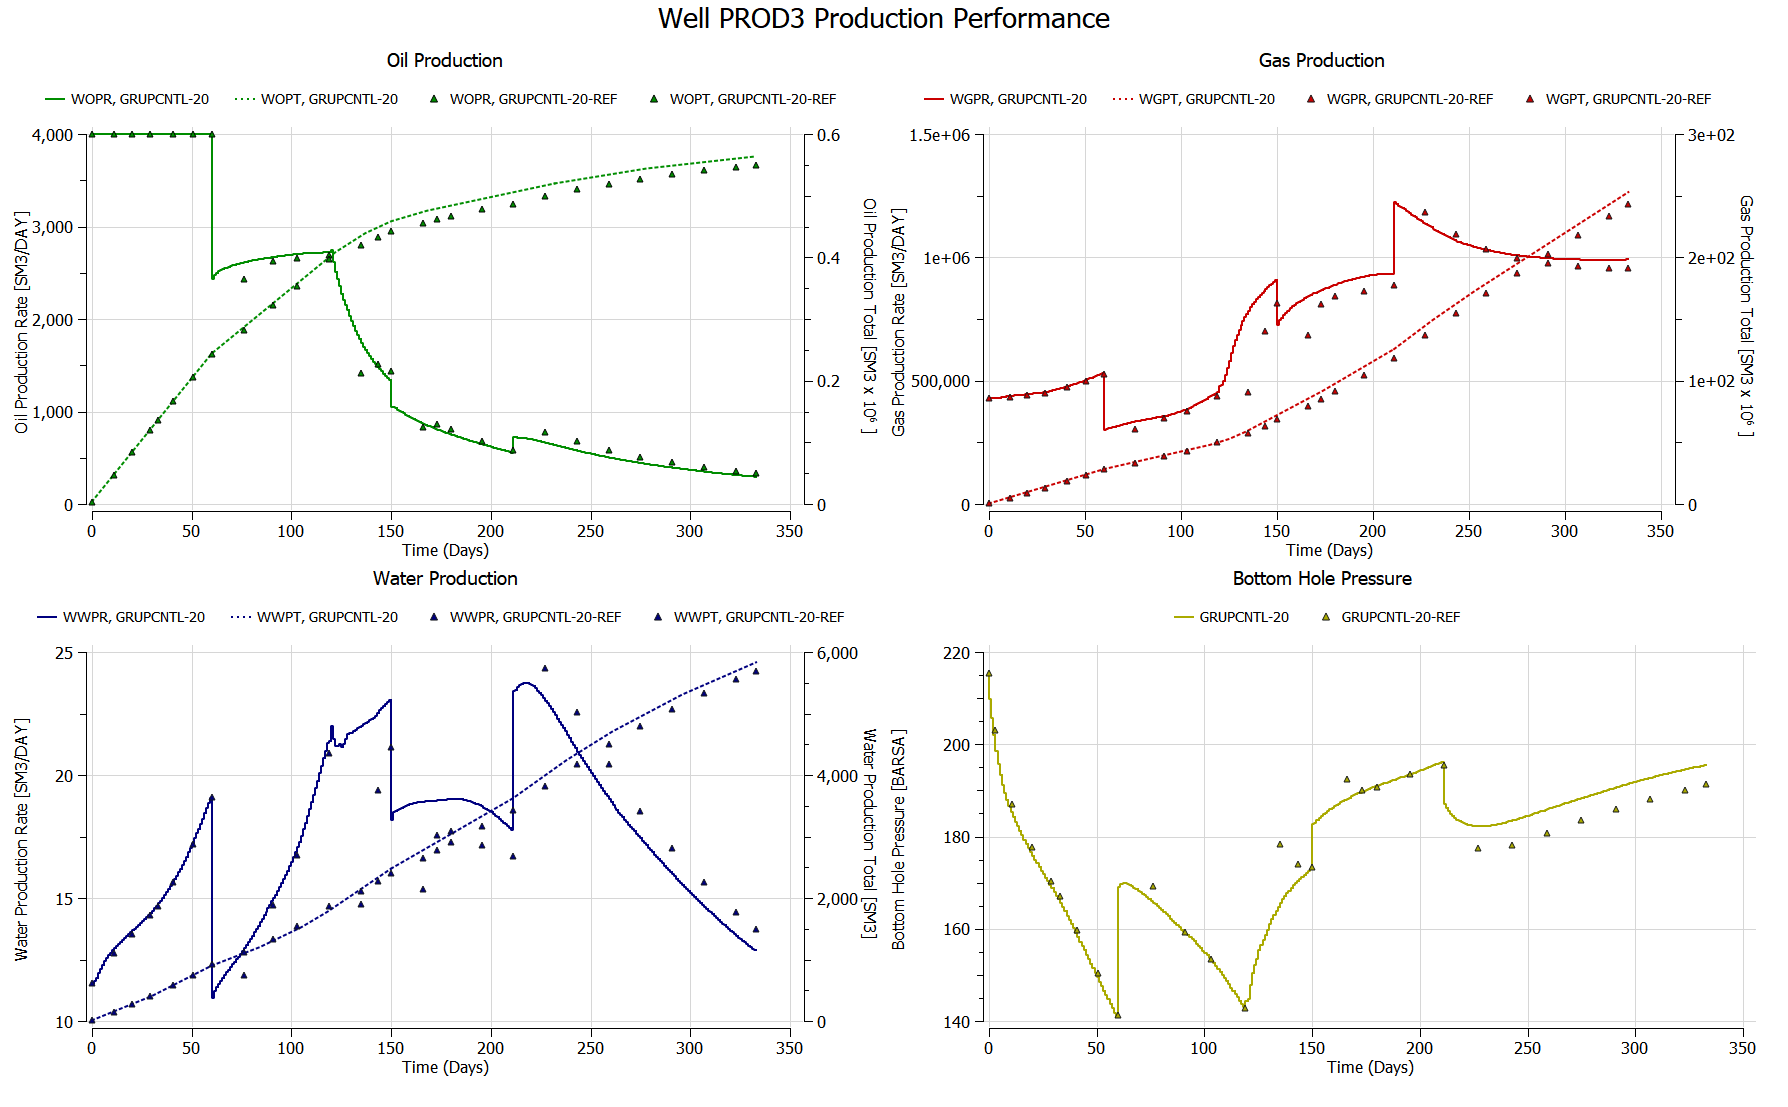 Well PROD3 Production Performance
Oil Production
WOPR, GRUPCNTL-20 WOPT, GRUPCNTL-20 WOPR, GRUPCNTL-20-REF WOPT, GRUPCNTL-20-REF
4,000
3,000
2,000
1,000
0
Oil Production Rate [SM3/DAY]
0.6
0.4
0.2
0
Oil Production Total [SM3 x 10⁶ ]
0 50 100 150 200 250 300 350
Time (Days)
Gas Production
WGPR, GRUPCNTL-20 WGPT, GRUPCNTL-20 WGPR, GRUPCNTL-20-REF WGPT, GRUPCNTL-20-REF
1.5e+06
1e+06
500,000
0
Gas Production Rate [SM3/DAY]
3e+02
2e+02
1e+02
0
Gas Production Total [SM3 x 10⁶ ]
0 50 100 150 200 250 300 350
Time (Days)
Water Production
WWPR, GRUPCNTL-20 WWPT, GRUPCNTL-20 WWPR, GRUPCNTL-20-REF WWPT, GRUPCNTL-20-REF
25
20
15
10
Water Production Rate [SM3/DAY]
6,000
4,000
2,000
0
Water Production Total [SM3]
0 50 100 150 200 250 300 350
Time (Days)
Bottom Hole Pressure
GRUPCNTL-20 GRUPCNTL-20-REF
220
200
180
160
140
Bottom Hole Pressure [BARSA]
0 50 100 150 200 250 300 350
Time (Days)